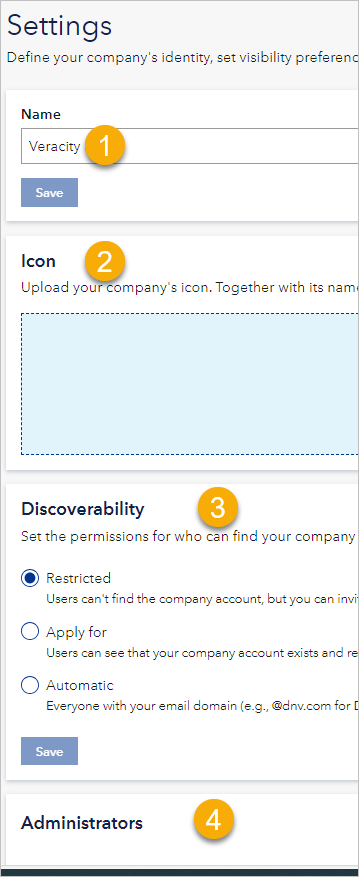 Settings
Define your company's identity, set visibility preferenc
Name
Veracity 1
Save
Icon 2
Upload your company's icon. Together with its nam
Discoverability 3
Set the permissions for who can find your company
Restricted
Users can't find the company account, but you can invi
Apply for
Users can see that your company account exists and re
Automatic
Everyone with your email domain (e.g., @dnv.com for D
Save
Administrators 4